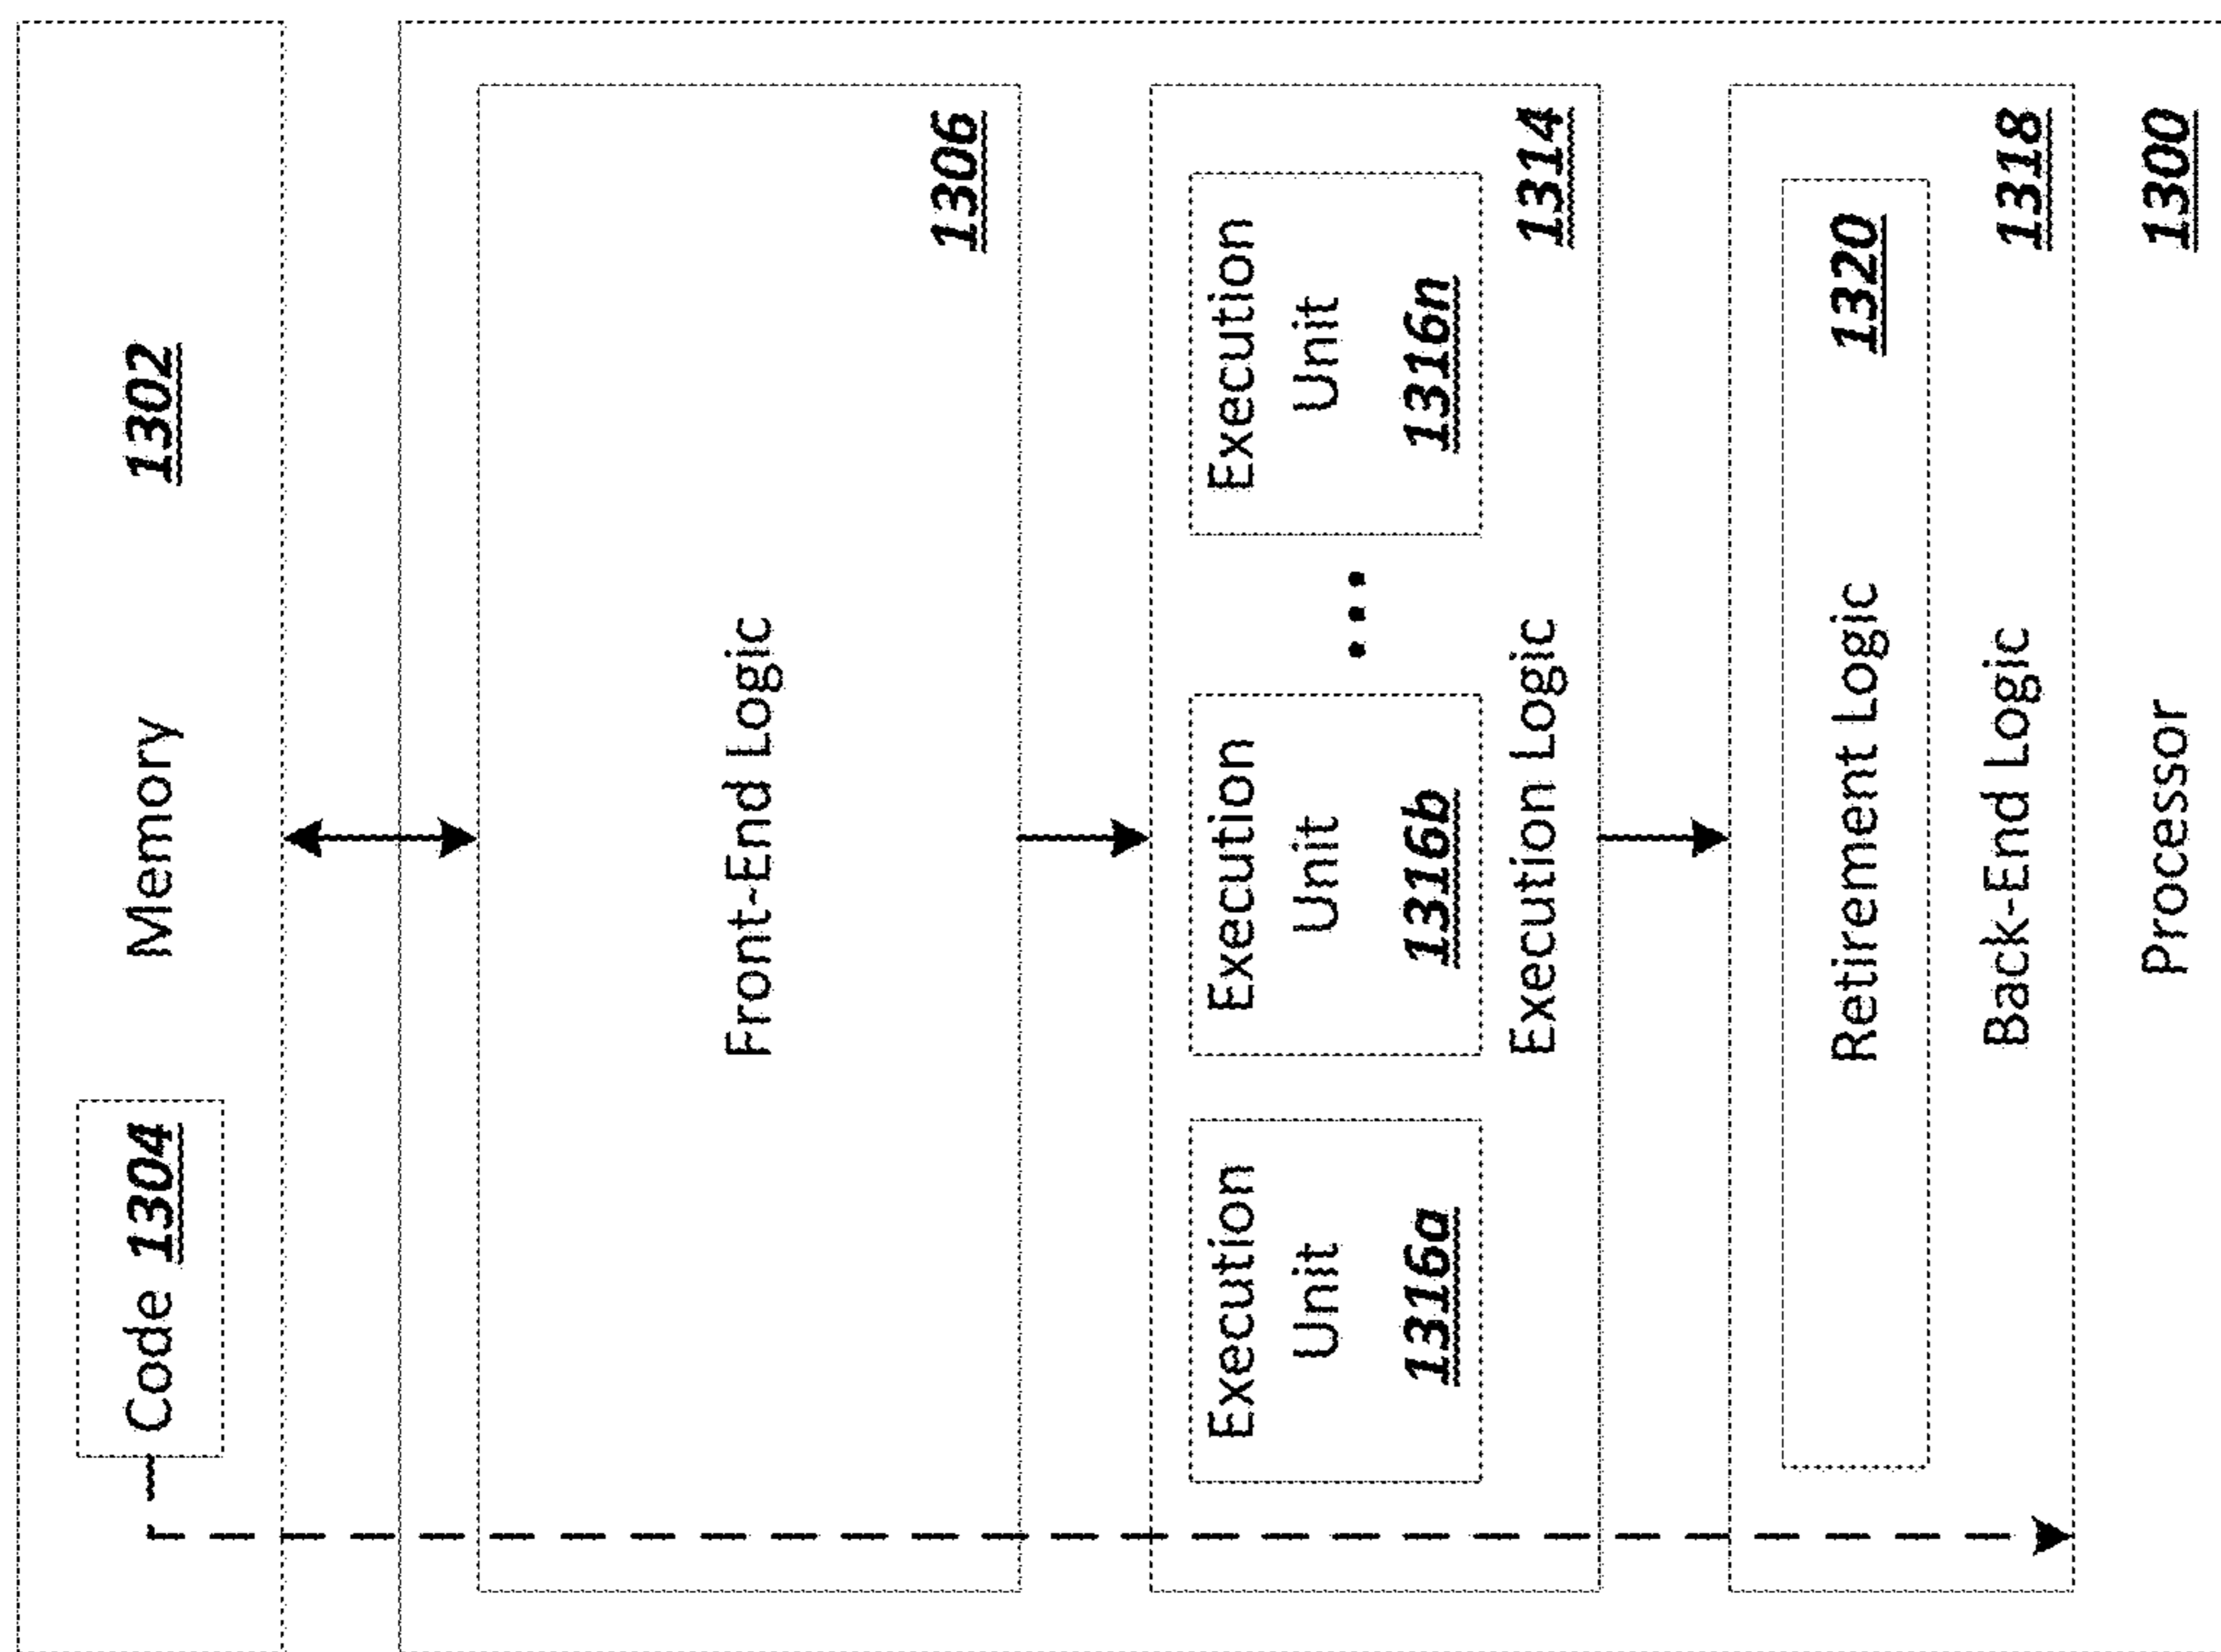 Code 1304 Memory 1302
Front-End Logic
1306
Execution Unit 1316a
Execution Unit 1316b
...
Execution Unit 1316n
Execution Logic 1314
Retirement Logic 1320
Back-End Logic 1318
Processor 1300